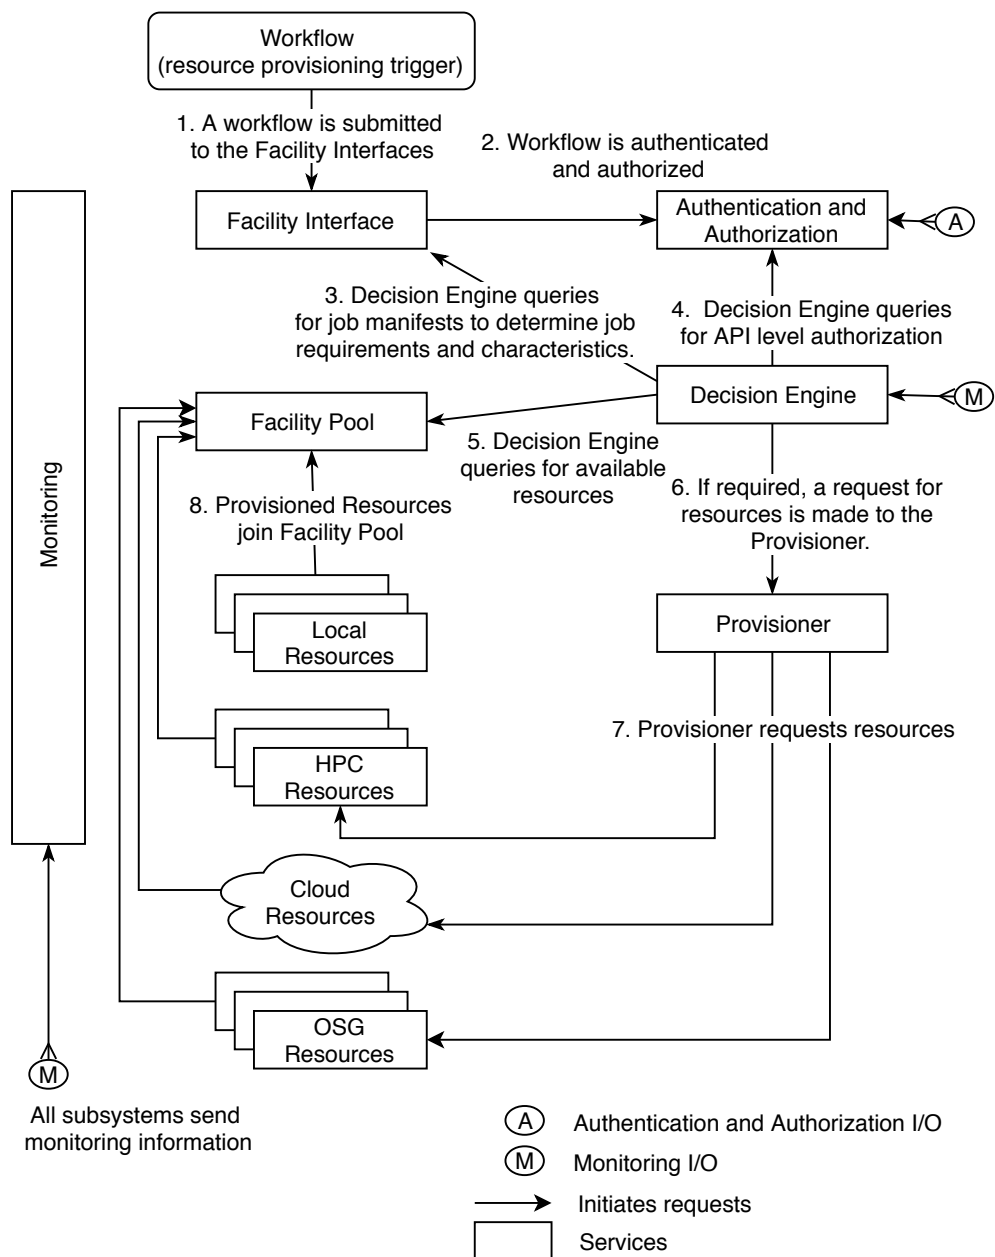 Workflow
(resource provisioning trigger)
1. A workflow is submitted
to the Facility Interfaces
2. Workflow is authenticated
and authorized
Facility Interface
Authentication and
Authorization
A
3. Decision Engine queries
for job manifests to determine job
requirements and characteristics.
4. Decision Engine queries
for API level authorization
Decision Engine
M
Facility Pool
5. Decision Engine
queries for available
resources
Monitoring
6. If required, a request for
resources is made to the
Provisioner.
8. Provisioned Resources
join Facility Pool
Local
Resources
Provisioner
7. Provisioner requests resources
HPC
Resources
Cloud
Resources
OSG
Resources
M
All subsystems send
monitoring information
A Authentication and Authorization I/O
M Monitoring I/O
Initiates requests
Services